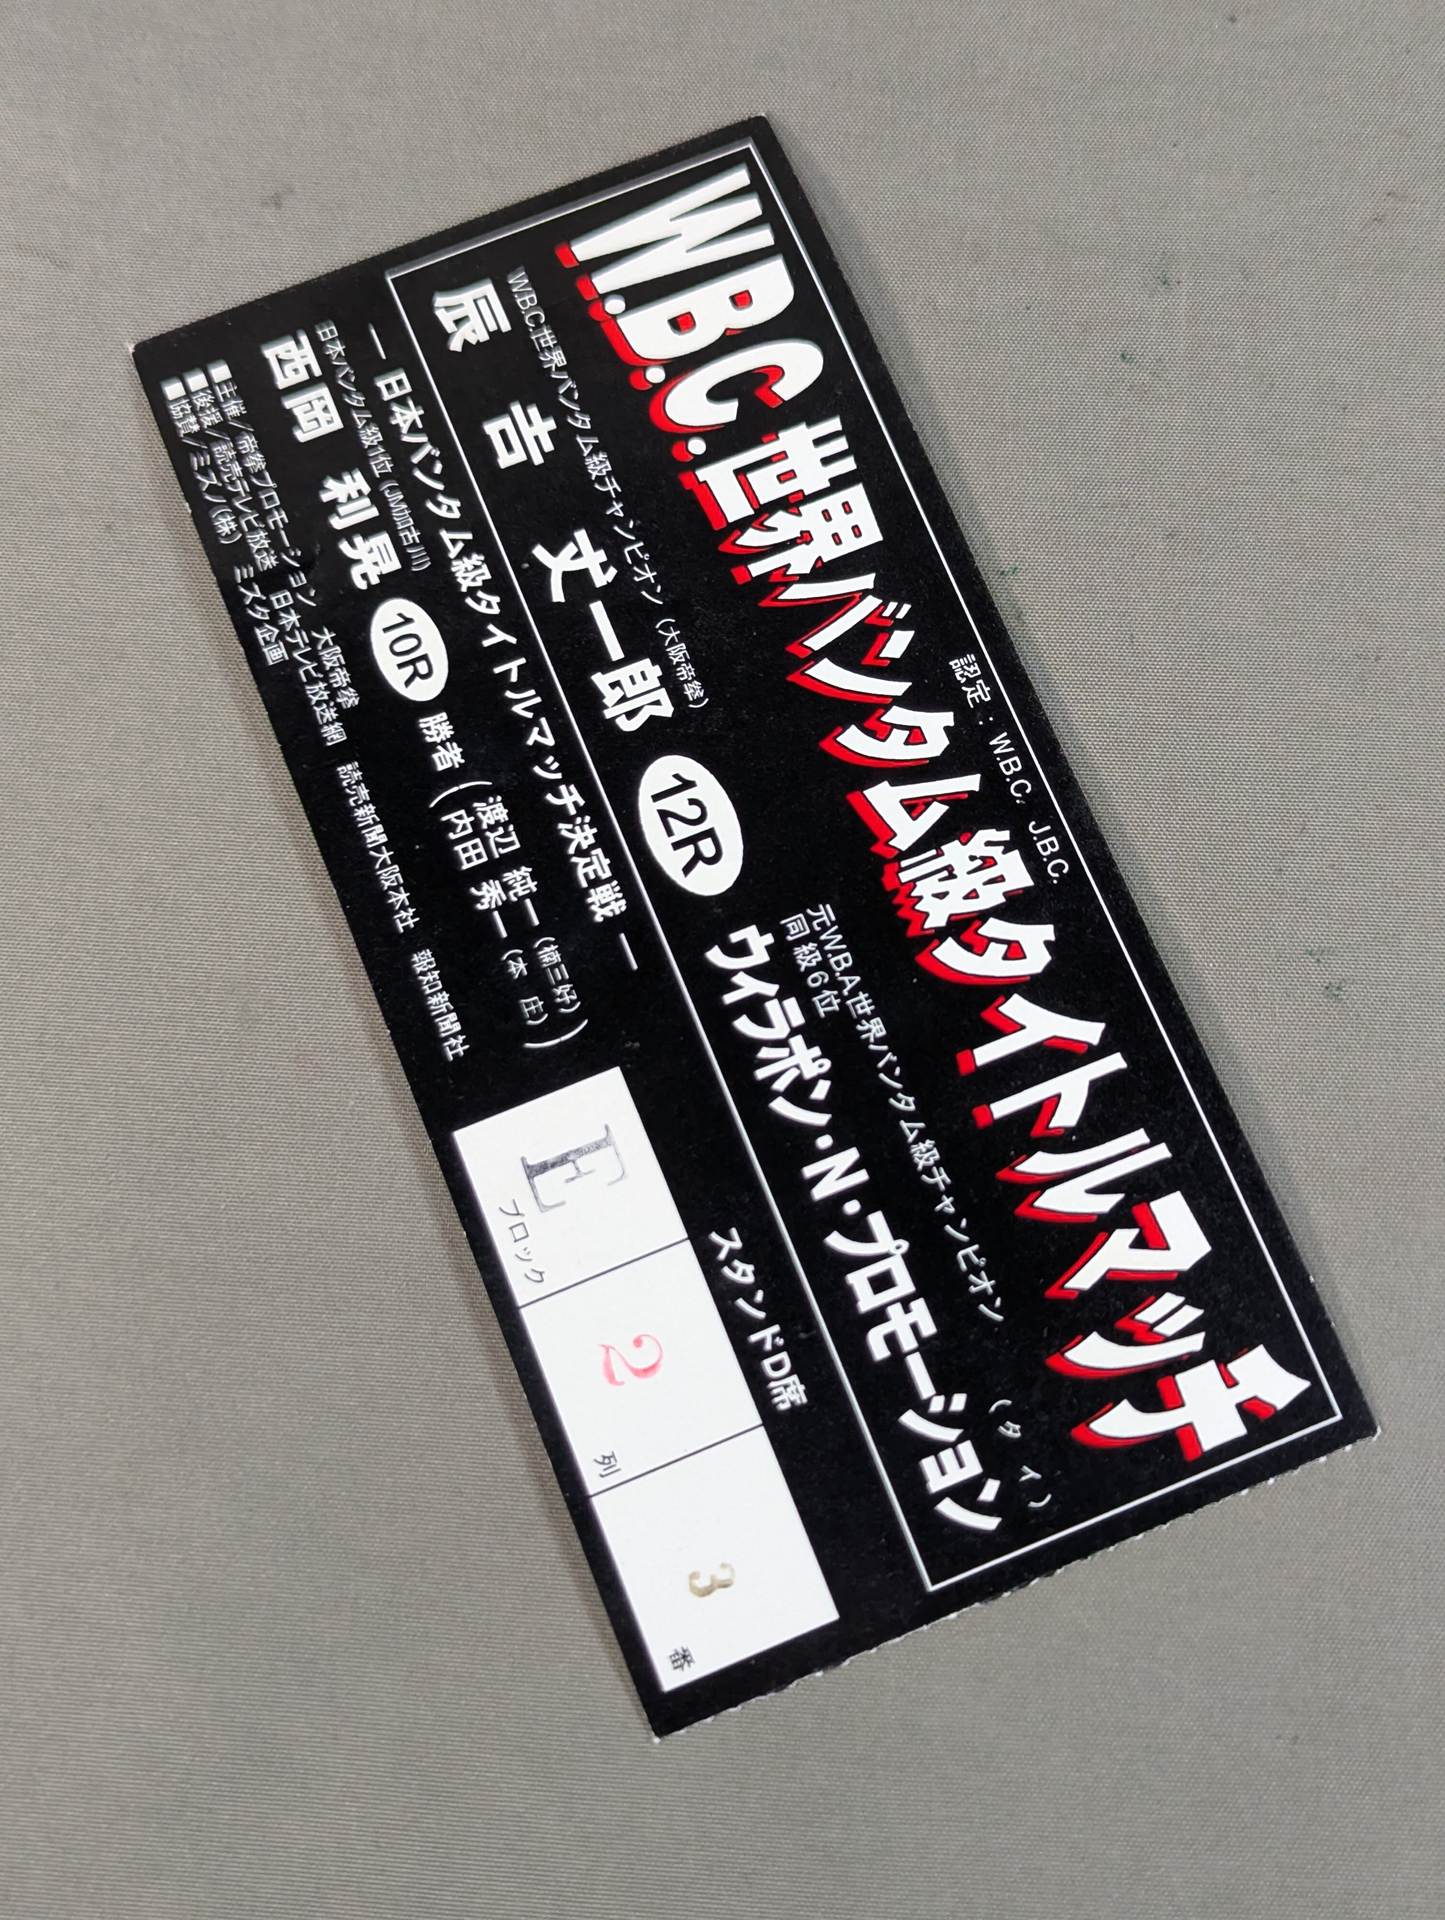 W.B.C.世界バンタム級タイトルマッチ
認定：W.B.C. J.B.C.
W.B.C.世界バンタム級チャンピオン（大阪帝拳）
辰吉 丈一郎
12R
元W.B.A.世界バンタム級チャンピオン
同級6位
ウィラポン・N・プロモーション
（タイ）
― 日本バンタム級タイトルマッチ決定戦 ―
日本バンタム級1位（JM加古川）
西岡 利晃
10R
勝者
渡辺 純一（楠三好）
内田 秀一（本庄）
■主催/帝拳プロモーション 大阪帝拳
■後援/読売テレビ放送 日本テレビ放送網 読売新聞大阪本社 報知新聞社
■協賛/ミズノ(株) ミスタ企画
スタンドD席
E ブロック
2 列
3 番